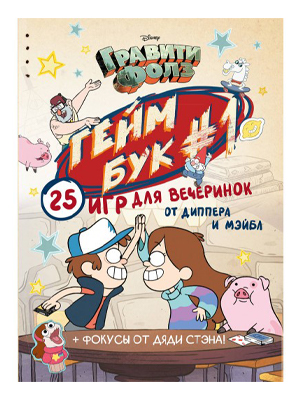 Disney
ГРАВИТИ
ФОЛЗ
ГЕЙМ
БУК #1
25 ИГР ДЛЯ ВЕЧЕРИНОК
ОТ ДИППЕРА
И МЭЙБЛ
+ ФОКУСЫ ОТ ДЯДИ СТЭНА!